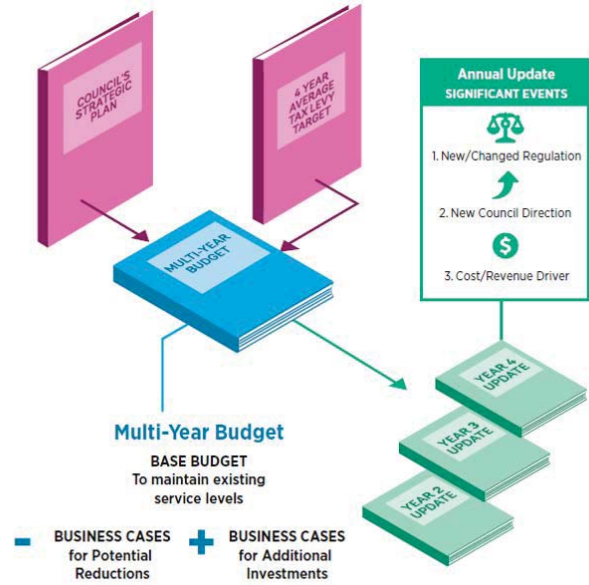 COUNCIL'S
STRATEGIC
PLAN
4 YEAR
AVERAGE
TAX LEVY
TARGET
Annual Update
SIGNIFICANT EVENTS
1. New/Changed Regulation
2. New Council Direction
$
3. Cost/Revenue Driver
MULTI-YEAR
BUDGET
YEAR 4
UPDATE
YEAR 3
UPDATE
YEAR 2
UPDATE
Multi-Year Budget
BASE BUDGET
To maintain existing
service levels
- BUSINESS CASES
for Potential
Reductions
+ BUSINESS CASES
for Additional
Investments